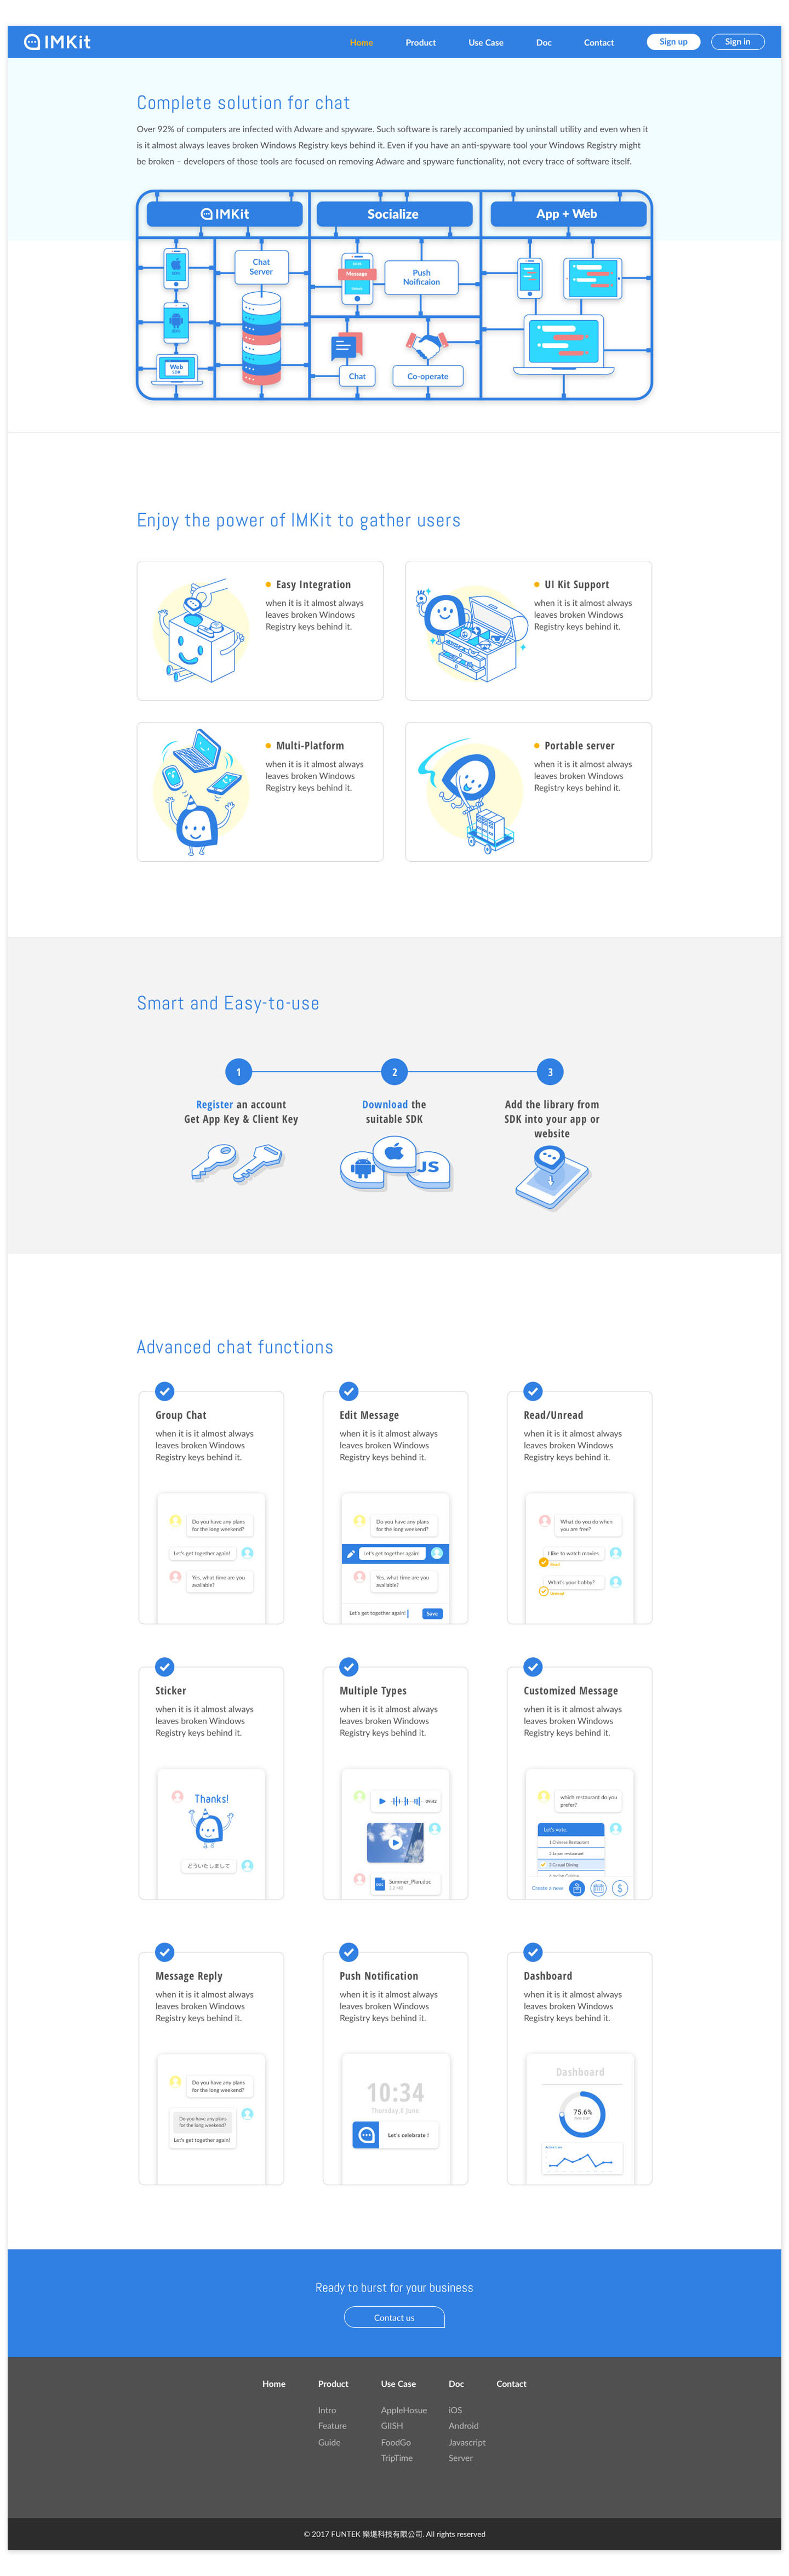 IMKit
Home
Product
Use Case
Doc
Contact
Sign up
Sign in
Complete solution for chat
Over 92% of computers are infected with Adware and spyware. Such software is rarely accompanied by uninstall utility and even when it
is it almost always leaves broken Windows Registry keys behind it. Even if you have an anti-spyware tool your Windows Registry might
be broken – developers of those tools are focused on removing Adware and spyware functionality, not every trace of software itself.
IMKit
Socialize
App + Web
Chat
Server
Message
Push
Noificaion
Web
SDK
Chat
Co-operate
Enjoy the power of IMKit to gather users
Easy Integration
when it is it almost always
leaves broken Windows
Registry keys behind it.
UI Kit Support
when it is it almost always
leaves broken Windows
Registry keys behind it.
Multi-Platform
when it is it almost always
leaves broken Windows
Registry keys behind it.
Portable server
when it is it almost always
leaves broken Windows
Registry keys behind it.
Smart and Easy-to-use
1
2
3
Register an account
Get App Key & Client Key
Download the
suitable SDK
Add the library from
SDK into your app or
website
JS
Advanced chat functions
Group Chat
when it is it almost always
leaves broken Windows
Registry keys behind it.
Do you have any plans
for the long weekend?
Let's get together again!
Yes, what time are you
available?
Edit Message
when it is it almost always
leaves broken Windows
Registry keys behind it.
Do you have any plans
for the long weekend?
Let's get together again!
Yes, what time are you
available?
Let's get together again!
Save
Read/Unread
when it is it almost always
leaves broken Windows
Registry keys behind it.
What do you do when
you are free?
I like to watch movies.
Read
What's your hobby?
Unread
Sticker
when it is it almost always
leaves broken Windows
Registry keys behind it.
Thanks!
どういたしまして
Multiple Types
when it is it almost always
leaves broken Windows
Registry keys behind it.
09:42
DOC
Summer_Plan.doc
3.2 MB
Customized Message
when it is it almost always
leaves broken Windows
Registry keys behind it.
which restaurant do you
prefer?
Let's vote.
1.Chinese Restaurant
2.Japan restaurant
3.Casual Dining
Create a new
$
Message Reply
when it is it almost always
leaves broken Windows
Registry keys behind it.
Do you have any plans
for the long weekend?
Do you have any plans
for the long weekend?
Let's get together again!
Push Notification
when it is it almost always
leaves broken Windows
Registry keys behind it.
10:34
Thursday,8 June
Let's celebrate !
Dashboard
when it is it almost always
leaves broken Windows
Registry keys behind it.
Dashboard
75.6%
Ready to burst for your business
Contact us
Home
Product
Use Case
Doc
Contact
Intro
Feature
Guide
AppleHosue
GIISH
FoodGo
TripTime
iOS
Android
Javascript
Server
© 2017 FUNTEK 樂堤科技有限公司. All rights reserved